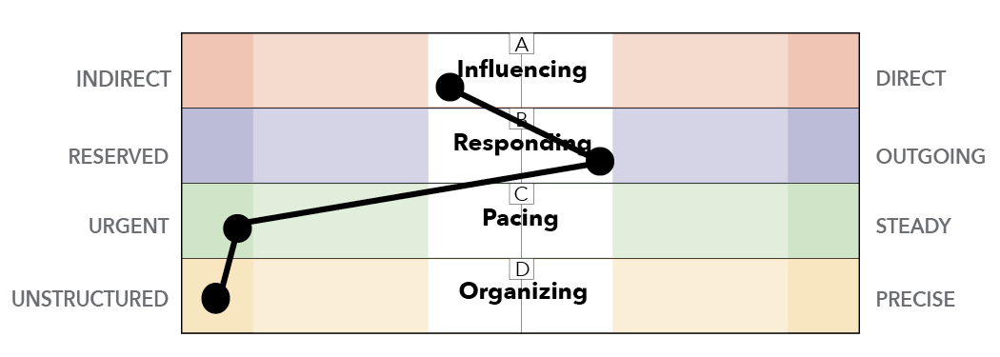 A
INDIRECT Influencing DIRECT
B
RESERVED Responding OUTGOING
C
URGENT Pacing STEADY
D
UNSTRUCTURED Organizing PRECISE